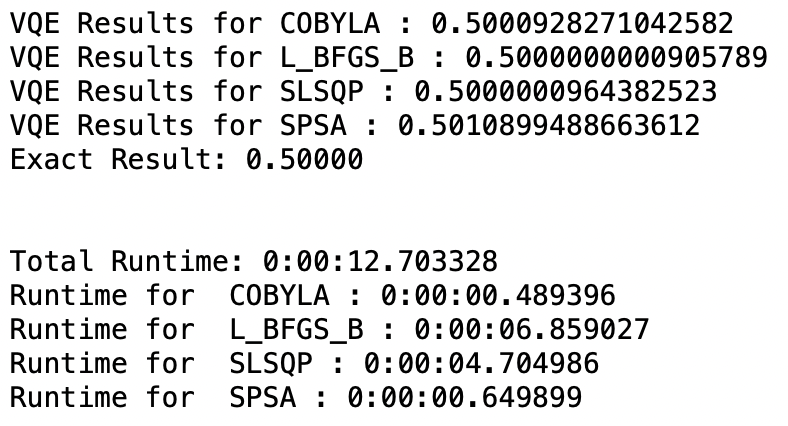 VQE Results for COBYLA : 0.5000928271042582
VQE Results for L_BFGS_B : 0.5000000000905789
VQE Results for SLSQP : 0.5000000964382523
VQE Results for SPSA : 0.5010899488663612
Exact Result: 0.50000
Total Runtime: 0:00:12.703328
Runtime for  COBYLA : 0:00:00.489396
Runtime for  L_BFGS_B : 0:00:06.859027
Runtime for  SLSQP : 0:00:04.704986
Runtime for  SPSA : 0:00:00.649899